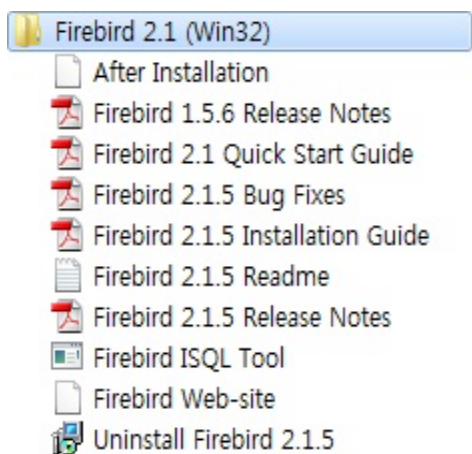 Firebird 2.1 (Win32)
After Installation
Firebird 1.5.6 Release Notes
Firebird 2.1 Quick Start Guide
Firebird 2.1.5 Bug Fixes
Firebird 2.1.5 Installation Guide
Firebird 2.1.5 Readme
Firebird 2.1.5 Release Notes
Firebird ISQL Tool
Firebird Web-site
Uninstall Firebird 2.1.5